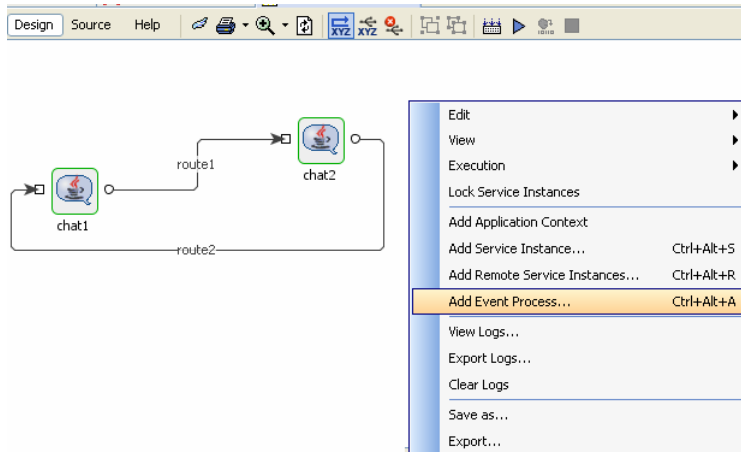 Design Source Help
XYZ XYZ
route1
chat2
chat1
route2
Edit
View
Execution
Lock Service Instances
Add Application Context
Add Service Instance... Ctrl+Alt+S
Add Remote Service Instances... Ctrl+Alt+R
Add Event Process... Ctrl+Alt+A
View Logs...
Export Logs...
Clear Logs
Save as...
Export...